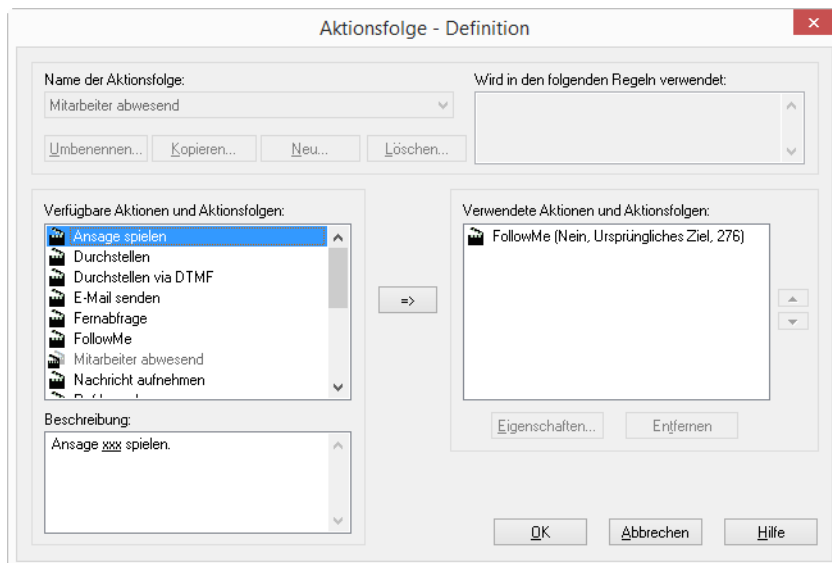 Aktionsfolge - Definition
Name der Aktionsfolge:
Mitarbeiter abwesend
Umbenennen...
Kopieren...
Neu...
Löschen...
Wird in den folgenden Regeln verwendet:
Verfügbare Aktionen und Aktionsfolgen:
Ansage spielen
Durchstellen
Durchstellen via DTMF
E-Mail senden
Fernabfrage
FollowMe
Mitarbeiter abwesend
Nachricht aufnehmen
=>
Beschreibung:
Ansage xxx spielen.
Verwendete Aktionen und Aktionsfolgen:
FollowMe (Nein, Ursprüngliches Ziel, 276)
Eigenschaften...
Entfernen
OK
Abbrechen
Hilfe